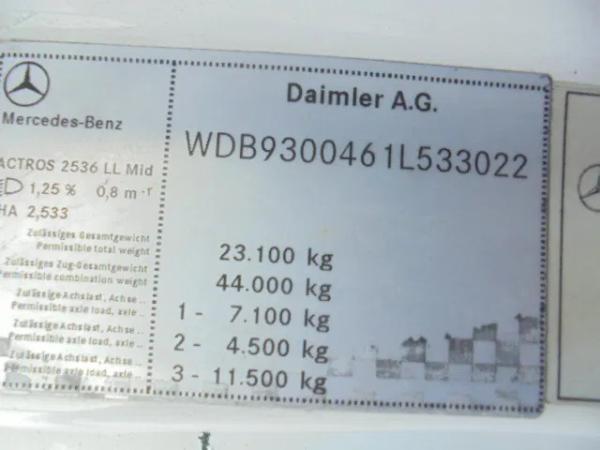 Mercedes-Benz
ACTROS 2536 LL Mid
1,25 % 0,8 m -r
HA 2,533
Daimler A.G.
WDB9300461L533022
Zulässiges Gesamtgewicht
Permissible total weight
23.100 kg
Zulässiges Zug-Gesamtgewicht
Permissible combination weight
44.000 kg
Zulässige Achslast, Achse ..
Permissible axle load, axle ..
1 - 7.100 kg
Zulässige Achslast, Achse ..
Permissible axle load, axle ..
2 - 4.500 kg
Zulässige Achslast, Achse ..
Permissible axle load, axle ..
3 - 11.500 kg